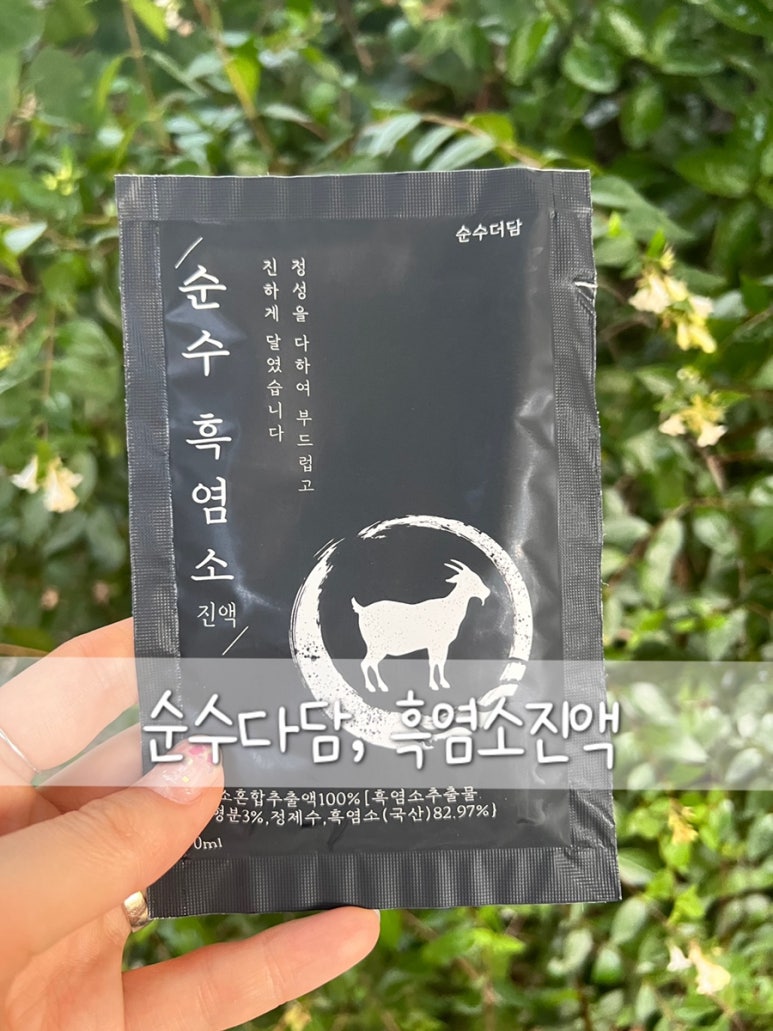 순수더담
순수 흑염소
진액
정성을 다하여 부드럽고
진하게 달였습니다
순수다담, 흑염소진액
소혼합추출액100% [흑염소추출물
형분3%, 정제수,흑염소(국산)82.97%}
0ml